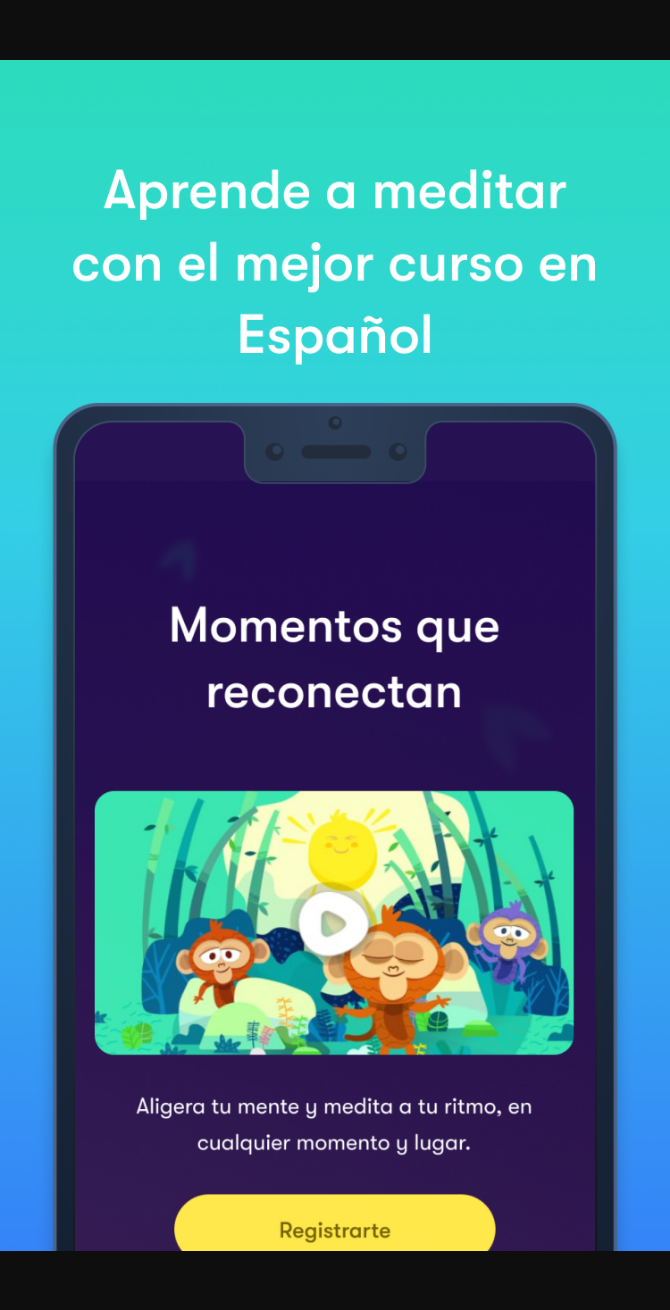 Aprende a meditar
con el mejor curso en
Español
Momentos que
reconectan
Aligera tu mente y medita a tu ritmo, en
cualquier momento y lugar.
Registrarte